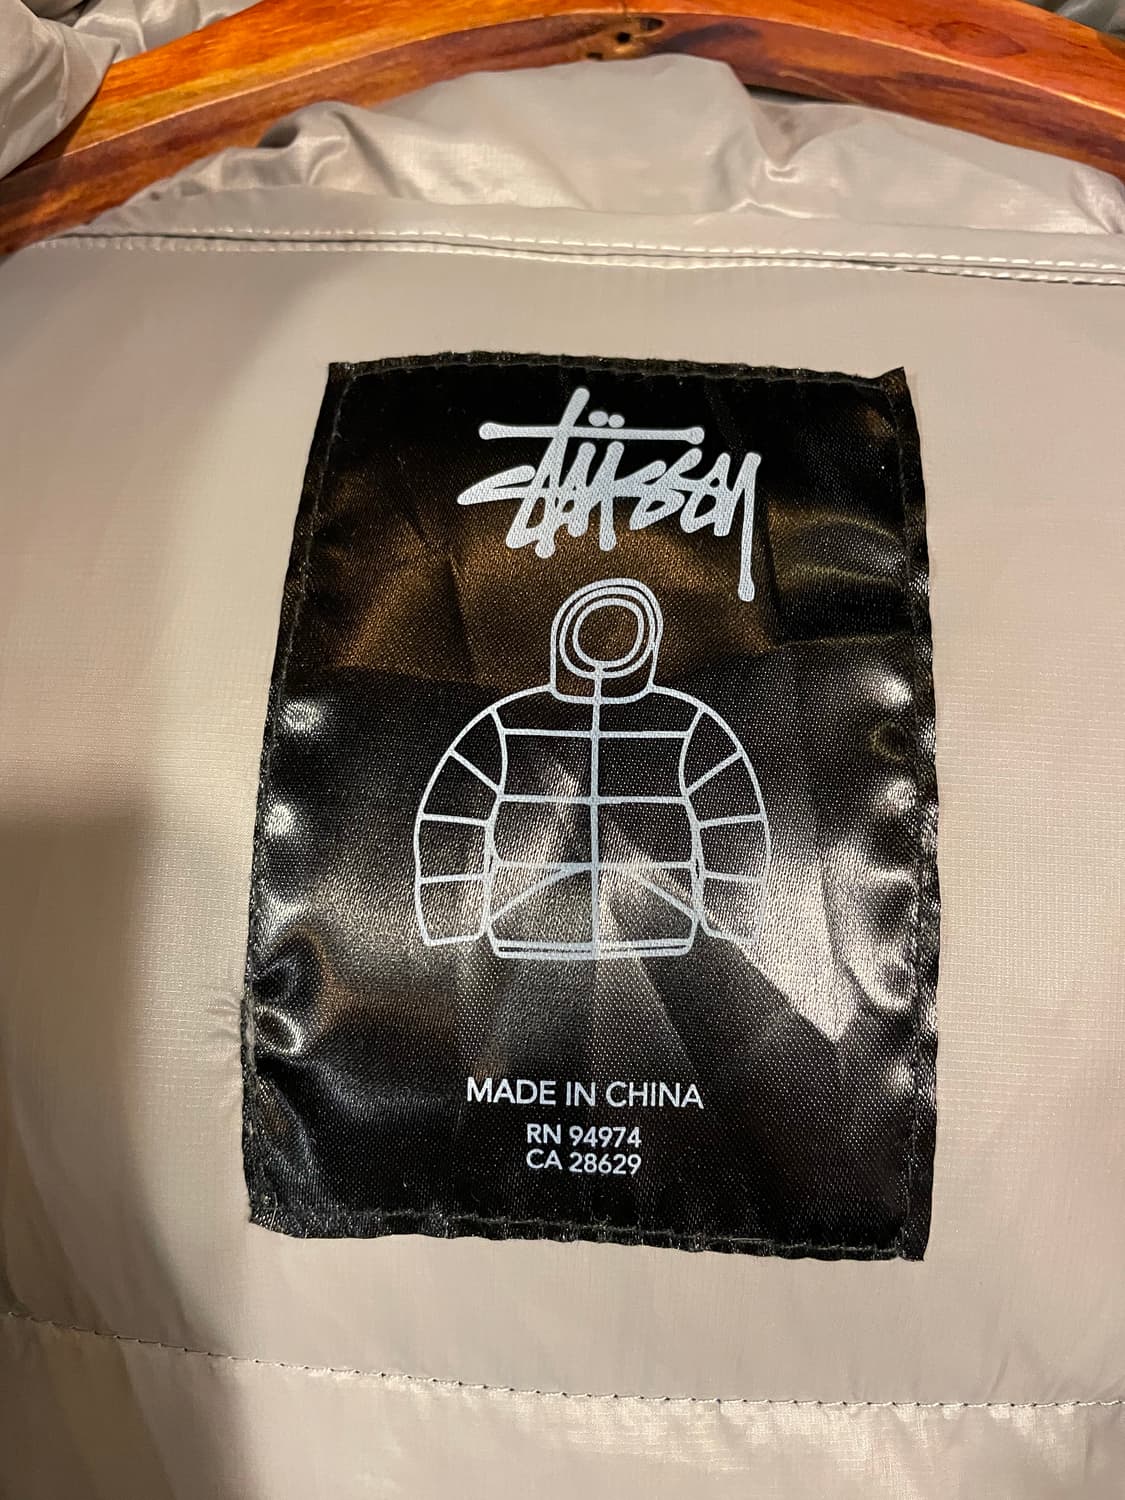 Stüssy
MADE IN CHINA
RN 94974
CA 28629